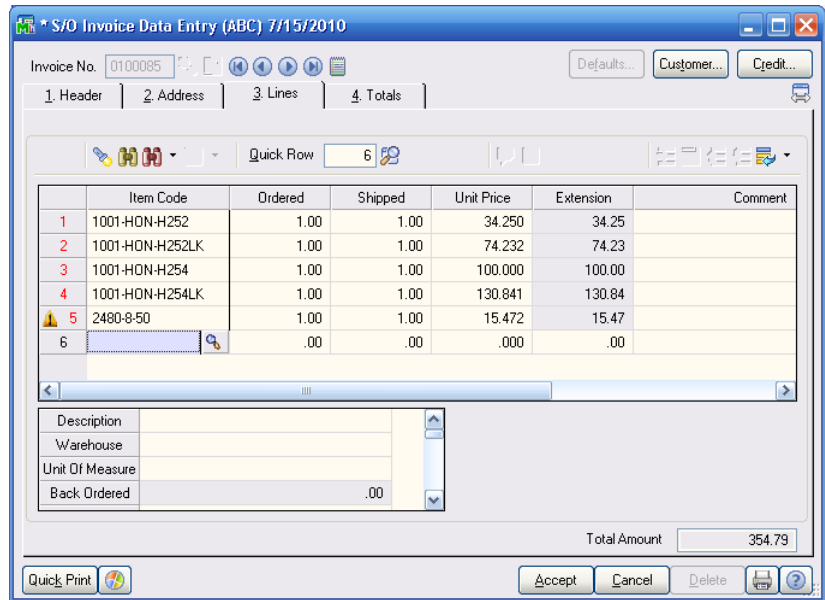 * S/O Invoice Data Entry (ABC) 7/15/2010
Invoice No. 0100085 Defaults... Customer... Credit...
1. Header 2. Address 3. Lines 4. Totals
Quick Row 6
Item Code Ordered Shipped Unit Price Extension Comment
1 1001-HON-H252 1.00 1.00 34.250 34.25
2 1001-HON-H252LK 1.00 1.00 74.232 74.23
3 1001-HON-H254 1.00 1.00 100.000 100.00
4 1001-HON-H254LK 1.00 1.00 130.841 130.84
5 2480-8-50 1.00 1.00 15.472 15.47
6 .00 .00 .000 .00
Description
Warehouse
Unit Of Measure
Back Ordered .00
Total Amount 354.79
Quick Print Accept Cancel Delete